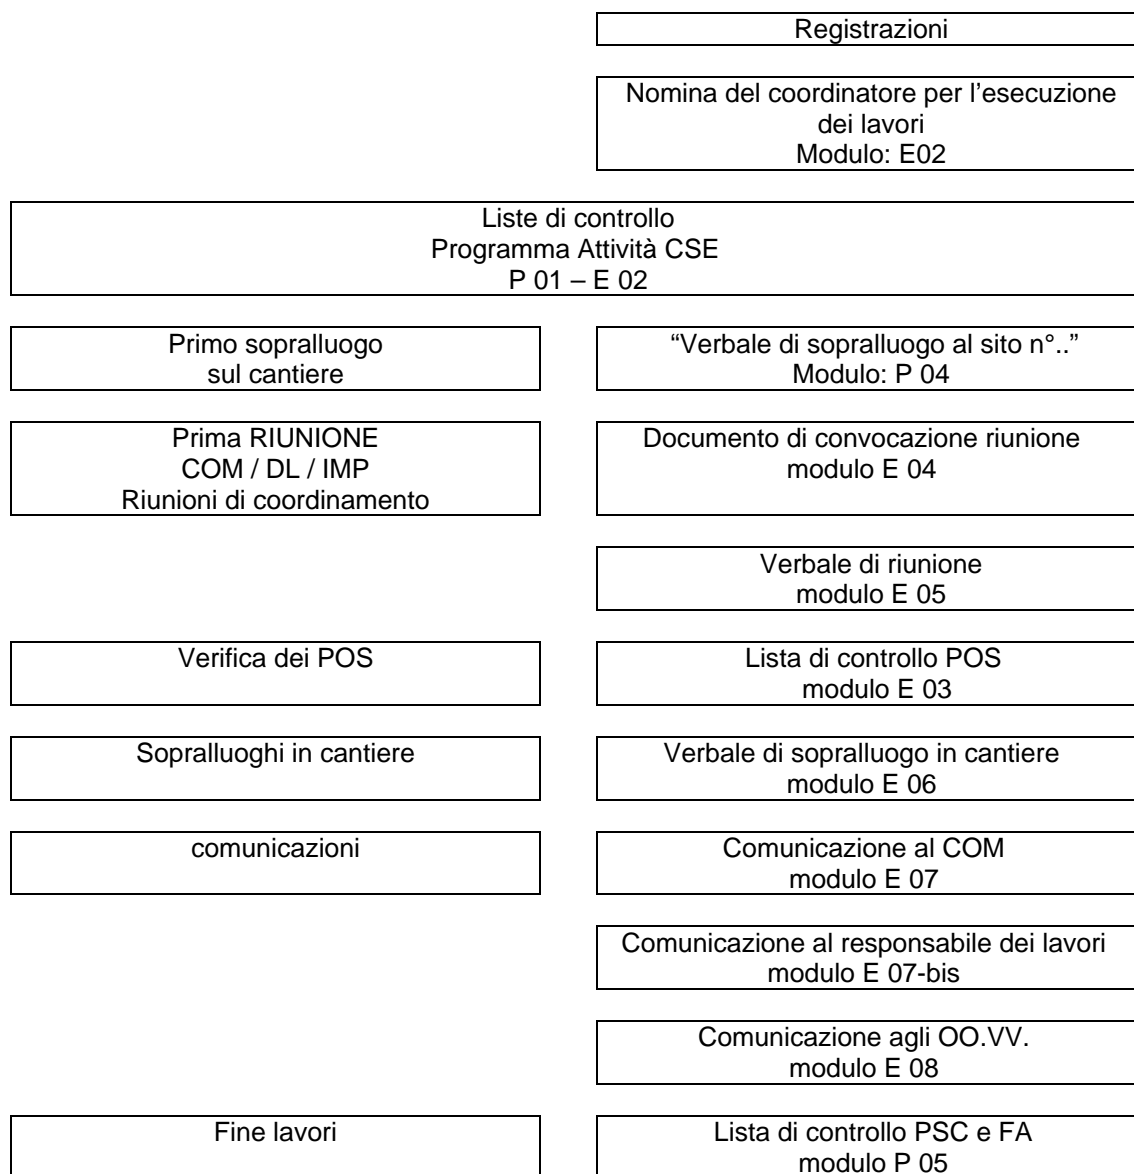 Registrazioni
Nomina del coordinatore per l'esecuzione
dei lavori
Modulo: E02
Liste di controllo
Programma Attività CSE
P 01 – E 02
Primo sopralluogo
sul cantiere
“Verbale di sopralluogo al sito n°..”
Modulo: P 04
Prima RIUNIONE
COM / DL / IMP
Riunioni di coordinamento
Documento di convocazione riunione
modulo E 04
Verbale di riunione
modulo E 05
Verifica dei POS
Lista di controllo POS
modulo E 03
Sopralluoghi in cantiere
Verbale di sopralluogo in cantiere
modulo E 06
comunicazioni
Comunicazione al COM
modulo E 07
Comunicazione al responsabile dei lavori
modulo E 07-bis
Comunicazione agli OO.VV.
modulo E 08
Fine lavori
Lista di controllo PSC e FA
modulo P 05